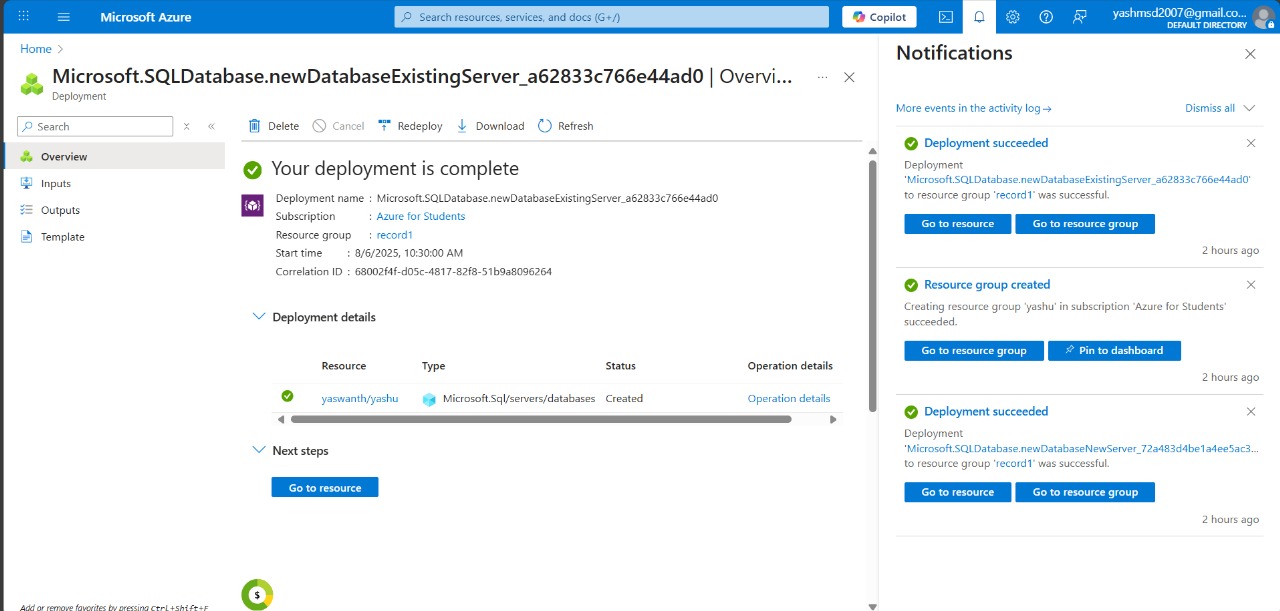 Microsoft Azure
Search resources, services, and docs (G+/)
Copilot
yashmsd2007@gmail.co...
DEFAULT DIRECTORY
Home
Microsoft.SQLDatabase.newDatabaseExistingServer_a62833c766e44ad0 | Overvi...
Deployment
Search
Overview
Inputs
Outputs
Template
Add or remove favorites by pressing Ctrl+Shift+F
Delete
Cancel
Redeploy
Download
Refresh
Your deployment is complete
Deployment name : Microsoft.SQLDatabase.newDatabaseExistingServer_a62833c766e44ad0
Subscription : Azure for Students
Resource group : record1
Start time : 8/6/2025, 10:30:00 AM
Correlation ID : 68002f4f-d05c-4817-82f8-51b9a8096264
Deployment details
Resource Type Status Operation details
yaswanth/yashu Microsoft.Sql/servers/databases Created Operation details
Next steps
Go to resource
$
Notifications
More events in the activity log →
Dismiss all
Deployment succeeded
Deployment
'Microsoft.SQLDatabase.newDatabaseExistingServer_a62833c766e44ad0'
to resource group 'record1' was successful.
Go to resource
Go to resource group
2 hours ago
Resource group created
Creating resource group 'yashu' in subscription 'Azure for Students'
succeeded.
Go to resource group
Pin to dashboard
2 hours ago
Deployment succeeded
Deployment
'Microsoft.SQLDatabase.newDatabaseNewServer_72a483d4be1a4ee5ac3...
to resource group 'record1' was successful.
Go to resource
Go to resource group
2 hours ago